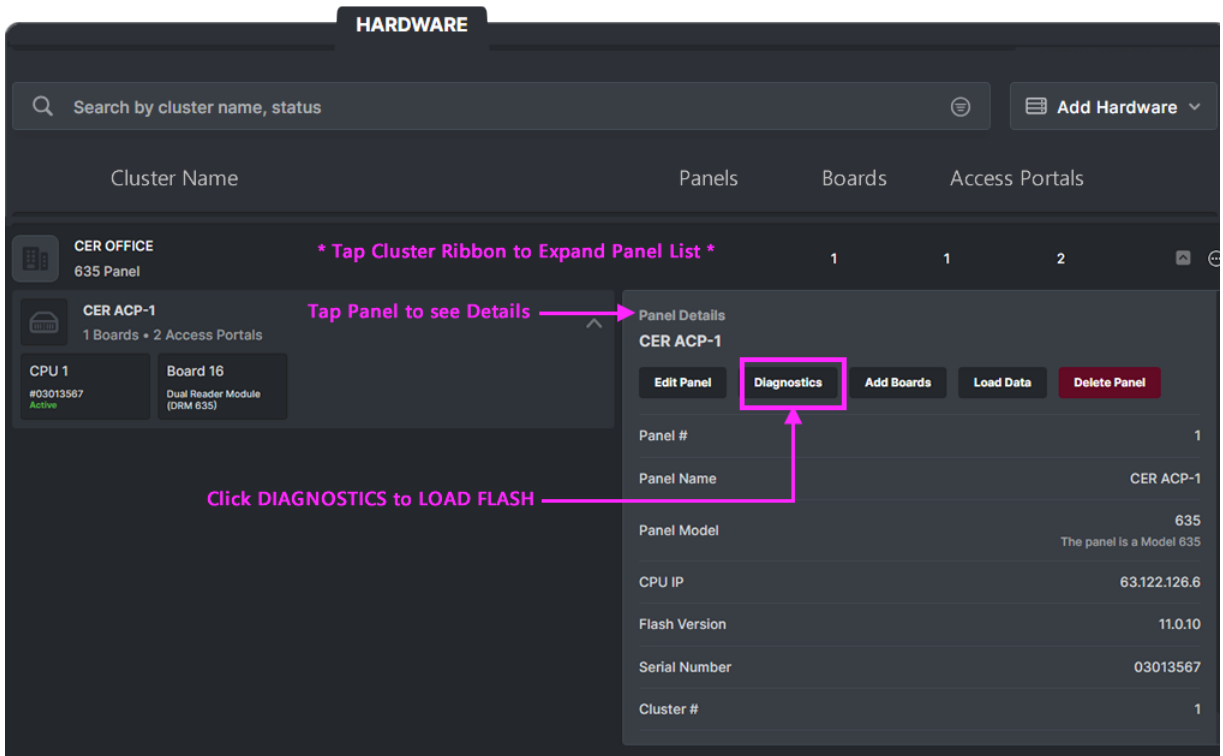 HARDWARE
Search by cluster name, status
Add Hardware
Cluster Name Panels Boards Access Portals
CER OFFICE
635 Panel
* Tap Cluster Ribbon to Expand Panel List *
1 1 2
CER ACP-1
1 Boards • 2 Access Portals
Tap Panel to see Details
CPU 1
#03013567
Active
Board 16
Dual Reader Module
(DRM 635)
Click DIAGNOSTICS to LOAD FLASH
Panel Details
CER ACP-1
Edit Panel Diagnostics Add Boards Load Data Delete Panel
Panel # 1
Panel Name CER ACP-1
Panel Model 635
The panel is a Model 635
CPU IP 63.122.126.6
Flash Version 11.0.10
Serial Number 03013567
Cluster # 1